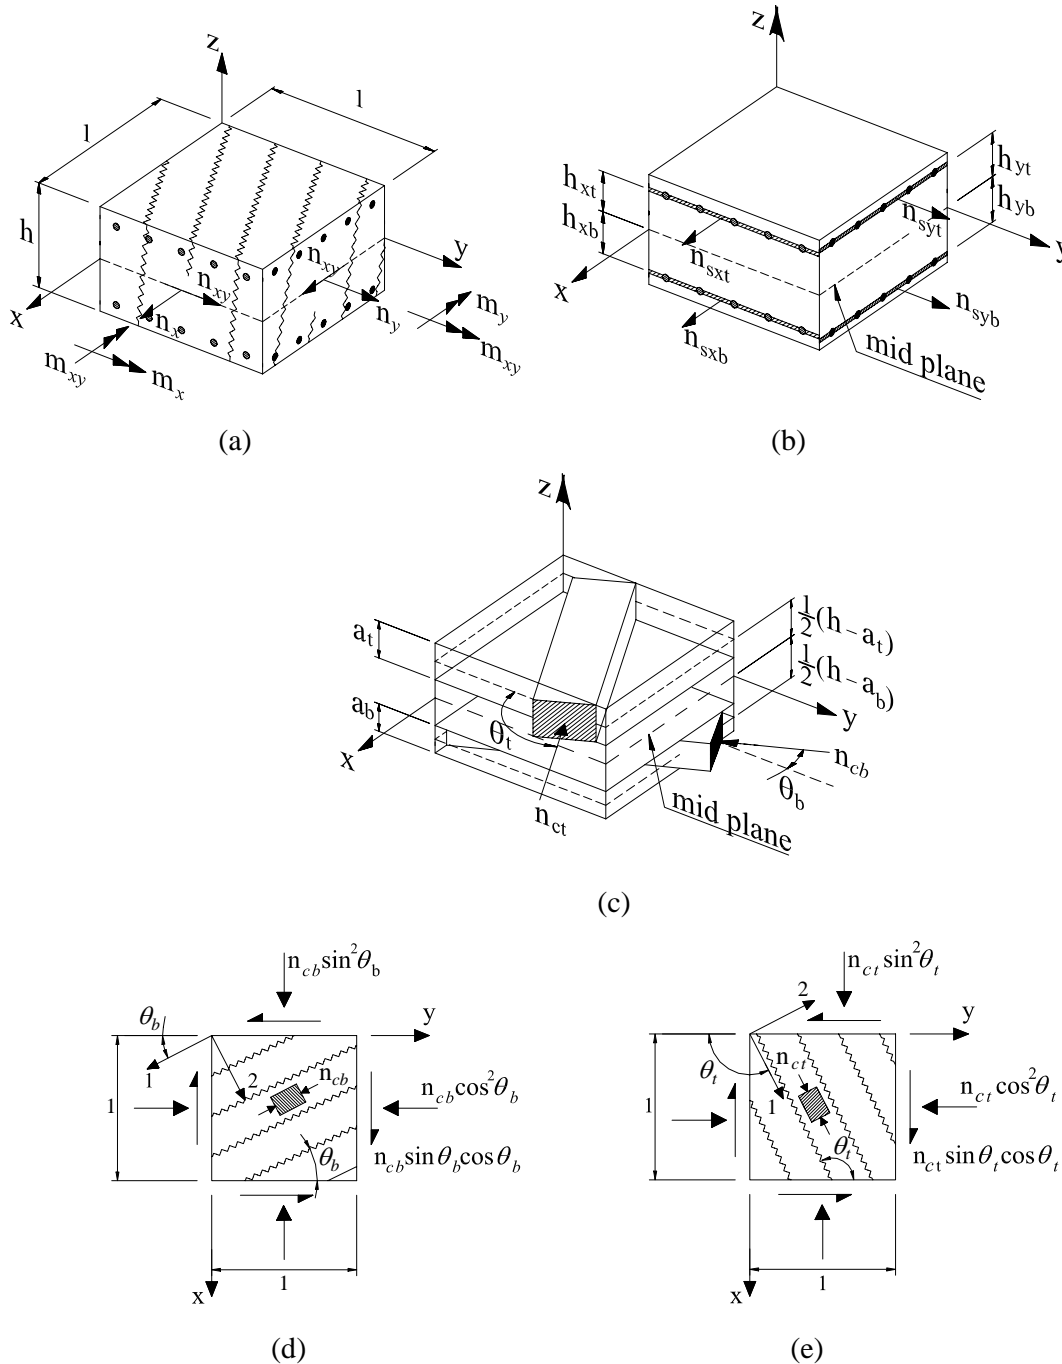 z
l
l
h
n_xy
n_xy
y
x
n_x
n_y
m_y
m_xy
m_xy
m_x
(a)
z
h_xt
h_xb
h_yt
h_yb
n_syt
y
x
n_sxt
n_syb
n_sxb
mid plane
(b)
z
a_t
a_b
½(h-a_t)
½(h-a_b)
y
x
θ_t
n_cb
θ_b
n_ct
mid plane
(c)
n_cb sin²θ_b
θ_b
y
1
2
n_cb
1
n_cb cos²θ_b
n_cb sinθ_b cosθ_b
θ_b
1
x
(d)
n_ct sin²θ_t
2
y
θ_t
n_ct
1
1
n_ct cos²θ_t
θ_t
n_ct sinθ_t cosθ_t
1
x
(e)